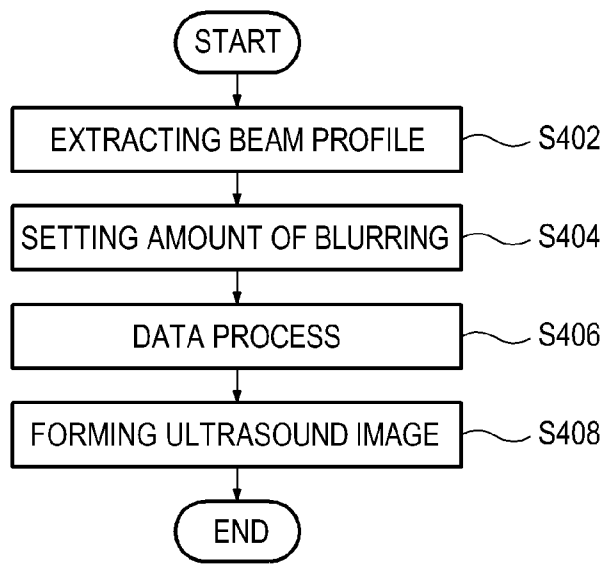 START
EXTRACTING BEAM PROFILE S402
SETTING AMOUNT OF BLURRING S404
DATA PROCESS S406
FORMING ULTRASOUND IMAGE S408
END